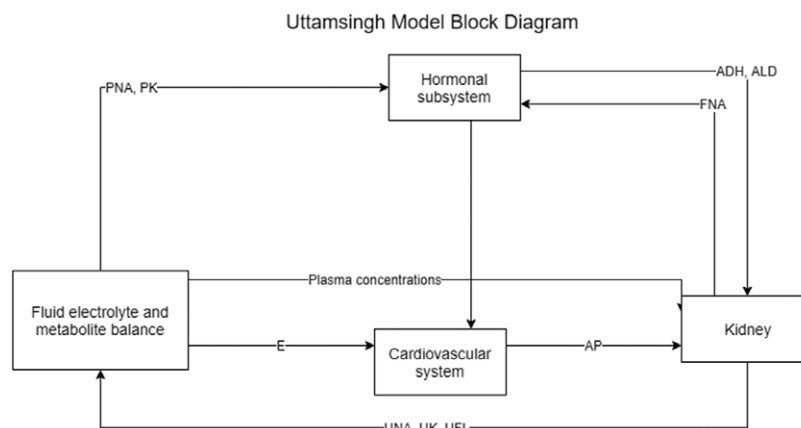 Uttamsingh Model Block Diagram
PNA, PK
Hormonal
subsystem
ADH, ALD
FNA
Plasma concentrations
Fluid electrolyte and
metabolite balance
E
Cardiovascular
system
AP
Kidney